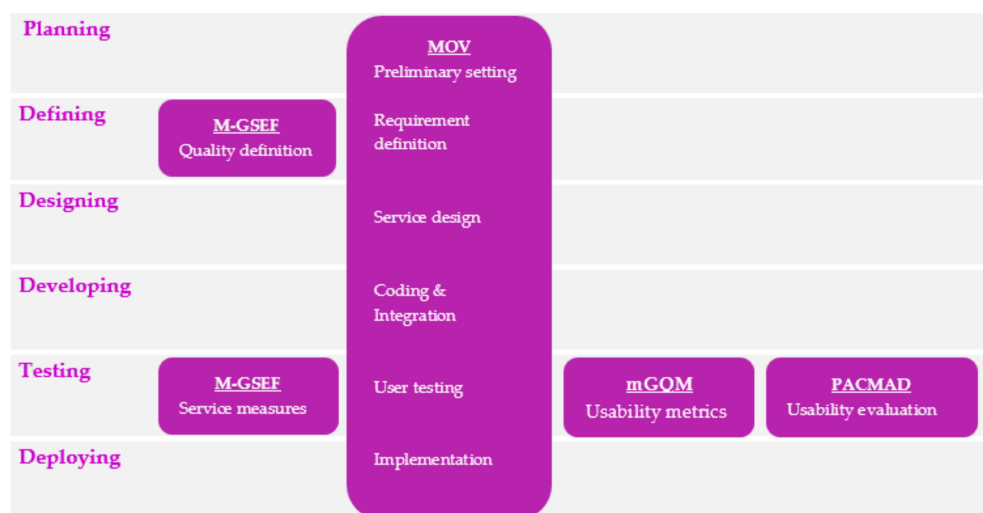 Planning
MOV
Preliminary setting
Defining
M-GSEF
Quality definition
Requirement
definition
Designing
Service design
Developing
Coding &
Integration
Testing
M-GSEF
Service measures
User testing
mGQM
Usability metrics
PACMAD
Usability evaluation
Deploying
Implementation